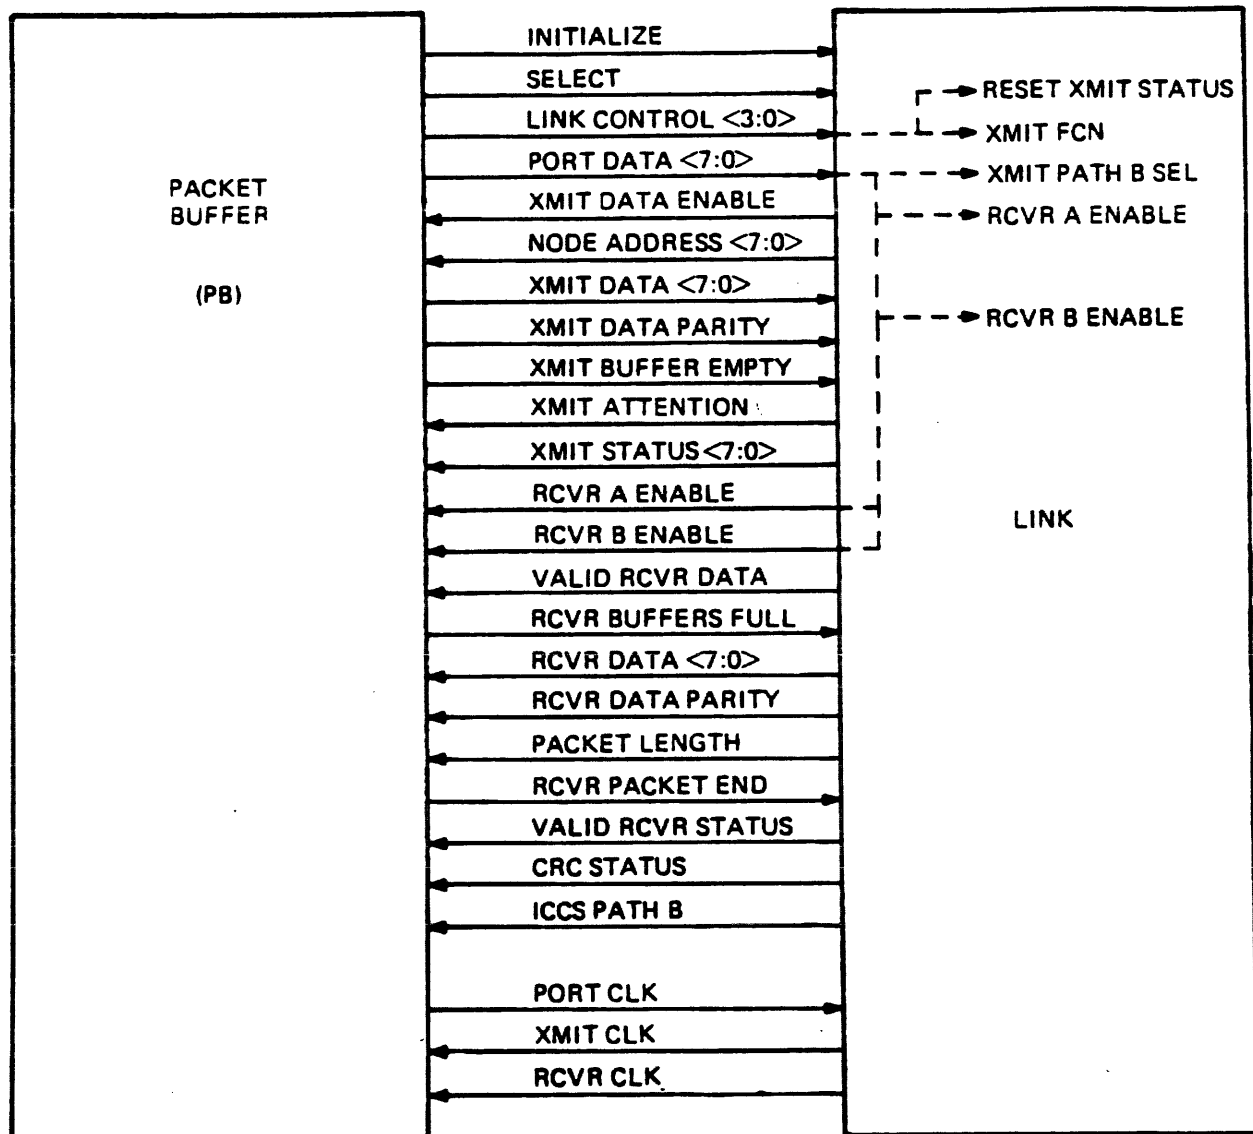 INITIALIZE
SELECT
LINK CONTROL <3:0>
PORT DATA <7:0>
XMIT DATA ENABLE
NODE ADDRESS <7:0>
XMIT DATA <7:0>
XMIT DATA PARITY
XMIT BUFFER EMPTY
XMIT ATTENTION
XMIT STATUS <7:0>
RCVR A ENABLE
RCVR B ENABLE
VALID RCVR DATA
RCVR BUFFERS FULL
RCVR DATA <7:0>
RCVR DATA PARITY
PACKET LENGTH
RCVR PACKET END
VALID RCVR STATUS
CRC STATUS
ICCS PATH B
PORT CLK
XMIT CLK
RCVR CLK
PACKET
BUFFER
(PB)
RESET XMIT STATUS
XMIT FCN
XMIT PATH B SEL
RCVR A ENABLE
RCVR B ENABLE
LINK